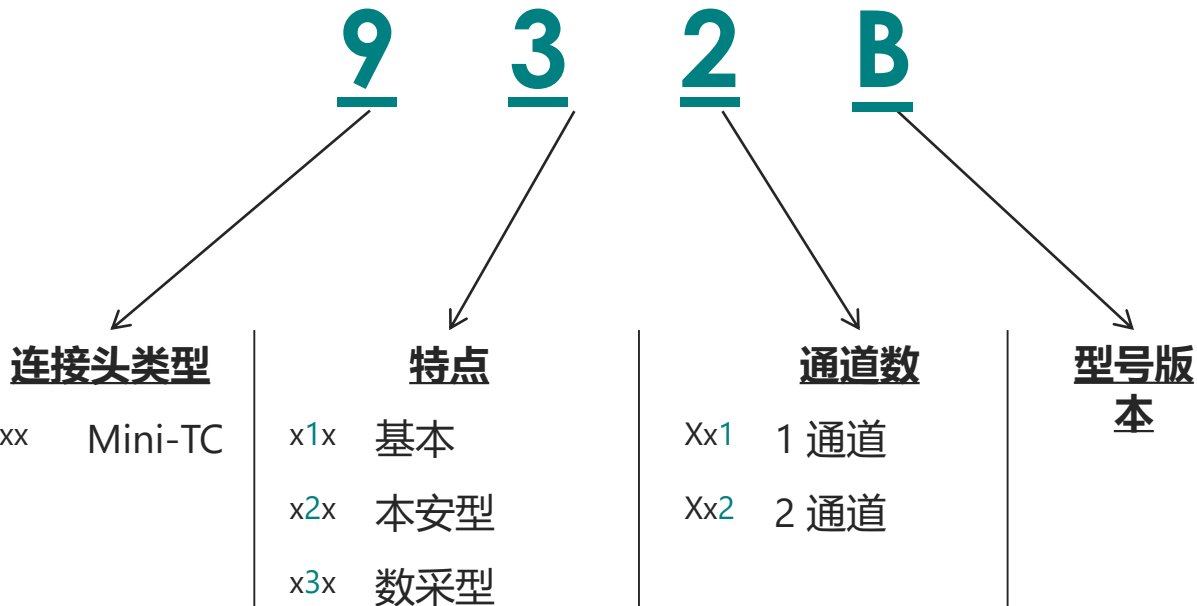 9 3 2 B
连接头类型
xx Mini-TC
特点
x1x 基本
x2x 本安型
x3x 数采型
通道数
Xx1 1 通道
Xx2 2 通道
型号版
本